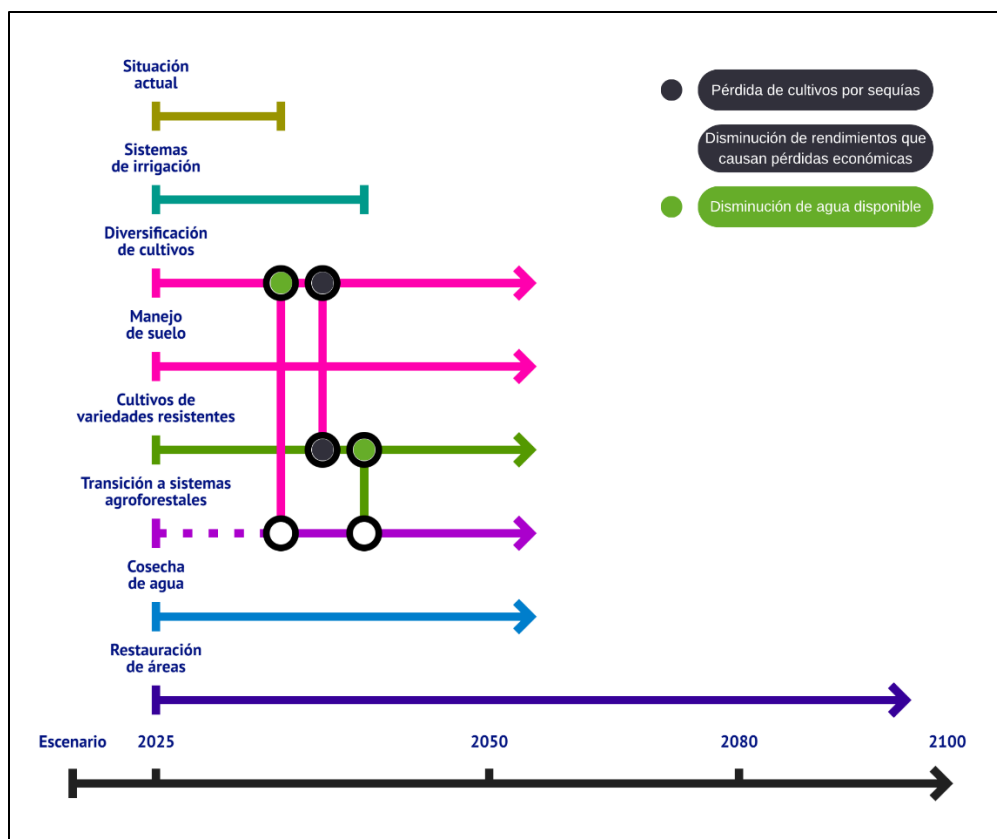 Situación
actual
Sistemas
de irrigación
Diversificación
de cultivos
Manejo
de suelo
Cultivos de
variedades resistentes
Transición a sistemas
agroforestales
Cosecha
de agua
Restauración
de áreas
Pérdida de cultivos por sequías
Disminución de rendimientos que
causan pérdidas económicas
Disminución de agua disponible
Escenario 2025 2050 2080 2100